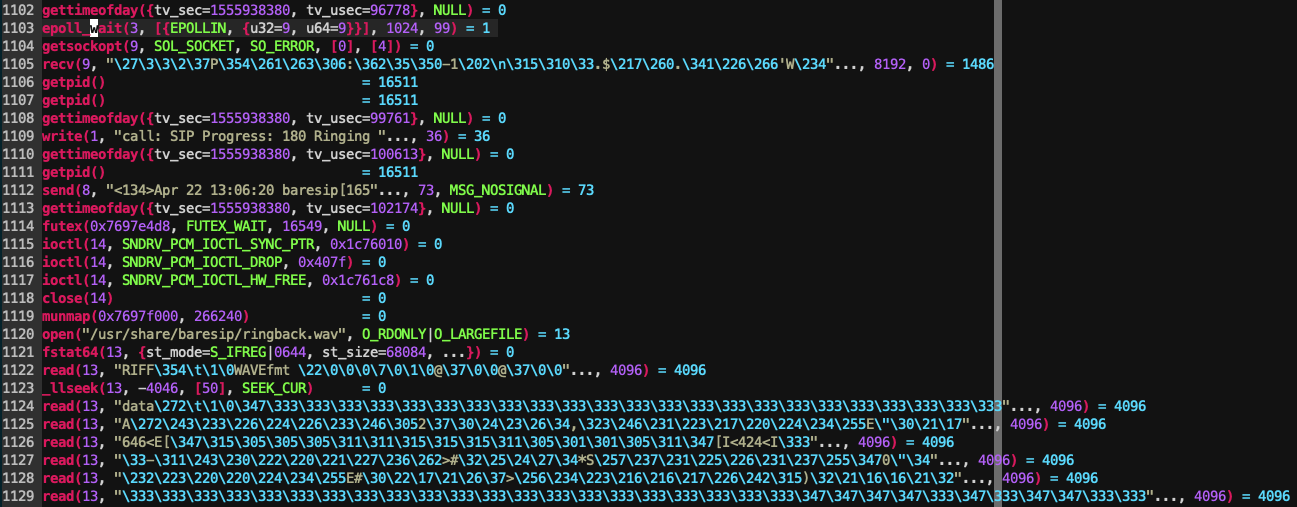 1102 gettimeofday({tv_sec=1555938380, tv_usec=96778}, NULL) = 0
1103 epoll_wait(3, [{EPOLLIN, {u32=9, u64=9}}], 1024, 99) = 1
1104 getsockopt(9, SOL_SOCKET, SO_ERROR, [0], [4]) = 0
1105 recv(9, "\27\3\3\2\37P\354\261\263\306:\362\35\350-1\202\n\315\310\33.$\217\260.\341\226\266'W\234"..., 8192, 0) = 1486
1106 getpid() = 16511
1107 getpid() = 16511
1108 gettimeofday({tv_sec=1555938380, tv_usec=99761}, NULL) = 0
1109 write(1, "call: SIP Progress: 180 Ringing "..., 36) = 36
1110 gettimeofday({tv_sec=1555938380, tv_usec=100613}, NULL) = 0
1111 getpid() = 16511
1112 send(8, "<134>Apr 22 13:06:20 baresip[165"..., 73, MSG_NOSIGNAL) = 73
1113 gettimeofday({tv_sec=1555938380, tv_usec=102174}, NULL) = 0
1114 futex(0x7697e4d8, FUTEX_WAIT, 16549, NULL) = 0
1115 ioctl(14, SNDRV_PCM_IOCTL_SYNC_PTR, 0x1c76010) = 0
1116 ioctl(14, SNDRV_PCM_IOCTL_DROP, 0x407f) = 0
1117 ioctl(14, SNDRV_PCM_IOCTL_HW_FREE, 0x1c761c8) = 0
1118 close(14) = 0
1119 munmap(0x7697f000, 266240) = 0
1120 open("/usr/share/baresip/ringback.wav", O_RDONLY|O_LARGEFILE) = 13
1121 fstat64(13, {st_mode=S_IFREG|0644, st_size=68084, ...}) = 0
1122 read(13, "RIFF\354\t\1\0WAVEfmt \22\0\0\0\7\0\1\0@\37\0\0@\37\0\0"..., 4096) = 4096
1123 _llseek(13, -4046, [50], SEEK_CUR) = 0
1124 read(13, "data\272\t\1\0\347\333\333\333\333\333\333\333\333\333\333\333\333\333\333\333\333\333\333\333\333\333\333\333"..., 4096) = 4096
1125 read(13, "A\272\243\233\226\224\226\233\246\3052\37\30\24\23\26\34,\323\246\231\223\217\220\224\234\255E\"\30\21\17"..., 4096) = 4096
1126 read(13, "646<E[\347\315\305\305\305\311\311\315\315\315\311\305\301\301\305\311\347[I<424<I\333"..., 4096) = 4096
1127 read(13, "\33-\311\243\230\222\220\221\227\236\262>#\32\25\24\27\34*S\257\237\231\225\226\231\237\255\3470\"\34"..., 4096) = 4096
1128 read(13, "\232\223\220\220\224\234\255E#\30\22\17\21\26\37>\256\234\223\216\216\217\226\242\315)\32\21\16\16\21\32"..., 4096) = 4096
1129 read(13, "\333\333\333\333\333\333\333\333\333\333\333\333\333\333\333\333\333\333\333\333\333\333\333\347\347\347\347\333\347\333\347\347\333\333"..., 4096) = 4096